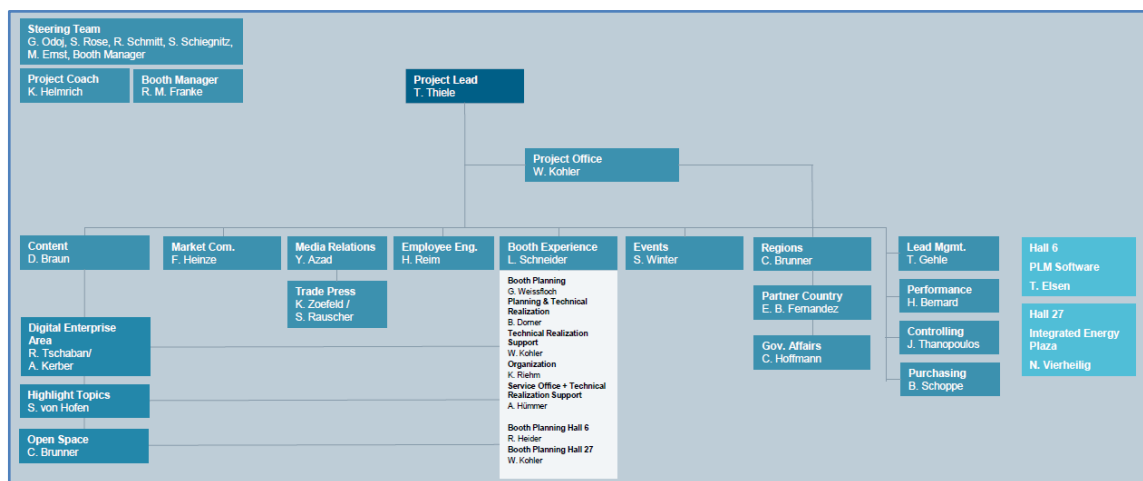 Steering Team
G. Odoj, S. Rose, R. Schmitt, S. Schiegnitz,
M. Ernst, Booth Manager
Project Coach
K. Helmrich
Booth Manager
R. M. Franke
Project Lead
T. Thiele
Project Office
W. Kohler
Content
D. Braun
Market Com.
F. Heinze
Media Relations
Y. Azad
Employee Eng.
H. Reim
Booth Experience
L. Schneider
Events
S. Winter
Regions
C. Brunner
Lead Mgmt.
T. Gehle
Hall 6
PLM Software
T. Elsen
Trade Press
K. Zoefeld /
S. Rauscher
Booth Planning
G. Weissfloch
Planning & Technical
Realization
B. Dorner
Technical Realization
Support
W. Kohler
Organization
K. Riehm
Service Office + Technical
Realization Support
A. Hümmer
Booth Planning Hall 6
R. Heider
Booth Planning Hall 27
W. Kohler
Partner Country
E. B. Fernandez
Gov. Affairs
C. Hoffmann
Performance
H. Bernard
Controlling
J. Thanopoulos
Purchasing
B. Schoppe
Hall 27
Integrated Energy
Plaza
N. Vierheilig
Digital Enterprise
Area
R. Tschaban/
A. Kerber
Highlight Topics
S. von Hofen
Open Space
C. Brunner